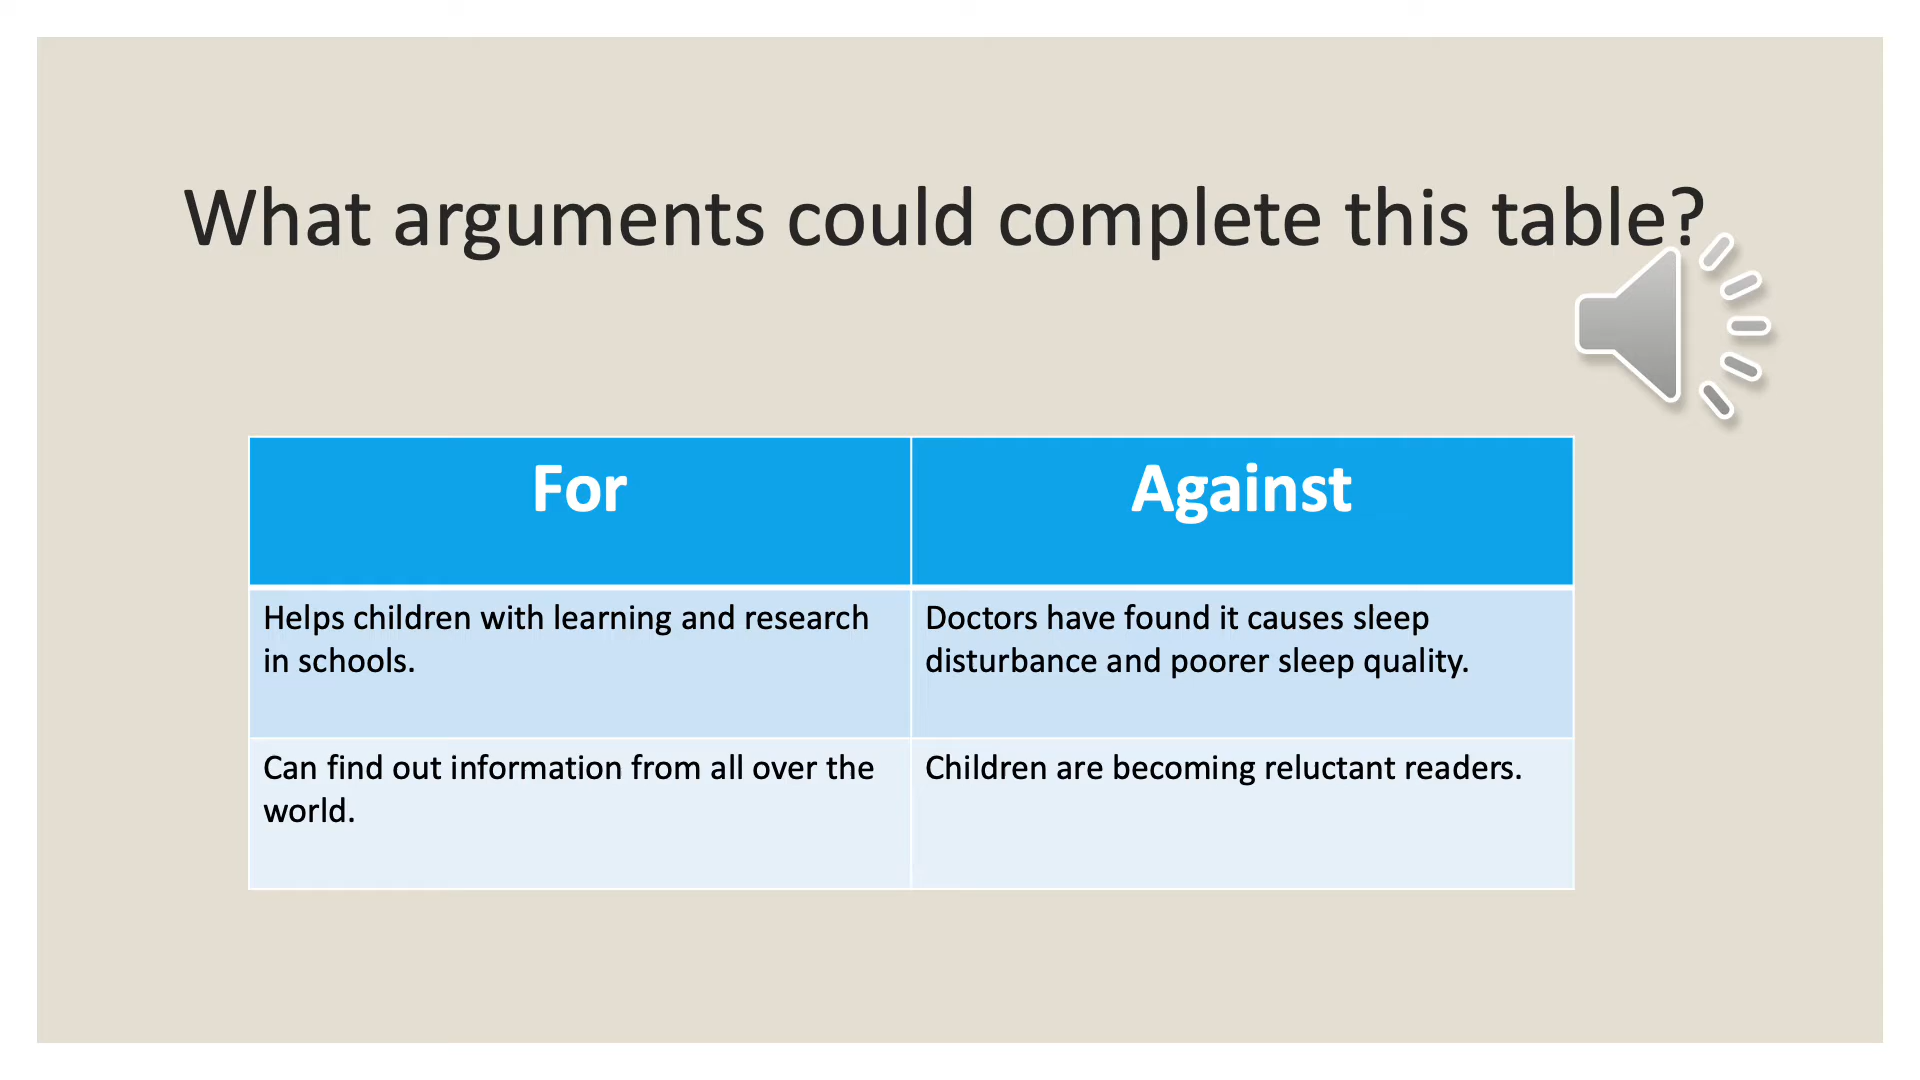 What arguments could complete this table?
For
Against
Helps children with learning and research
in schools.
Doctors have found it causes sleep
disturbance and poorer sleep quality.
Can find out information from all over the
world.
Children are becoming reluctant readers.